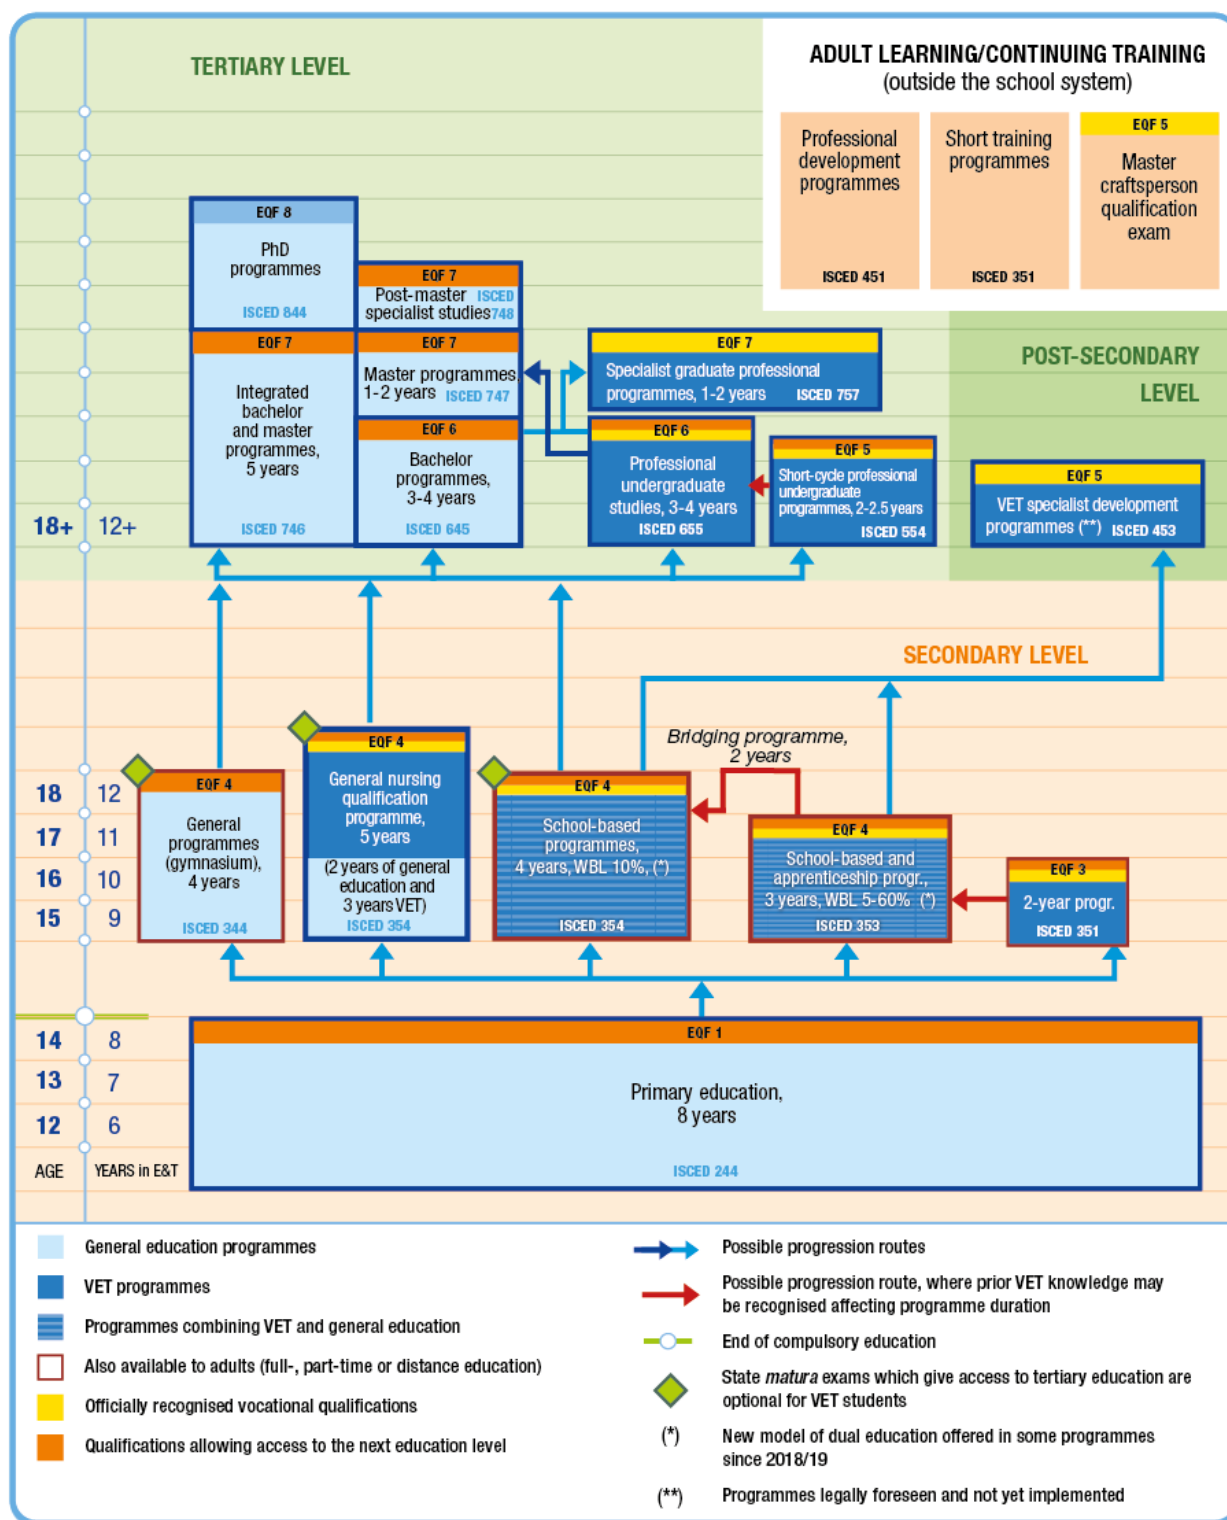 TERTIARY LEVEL
ADULT LEARNING/CONTINUING TRAINING
(outside the school system)
Professional
development
programmes
ISCED 451
Short training
programmes
ISCED 351
EQF 5
Master
craftsperson
qualification
exam
EQF 8
PhD
programmes
ISCED 844
EQF 7
Post-master ISCED
specialist studies 748
EQF 7
Integrated
bachelor
and master
programmes,
5 years
ISCED 746
EQF 7
Master programmes,
1-2 years ISCED 747
EQF 6
Bachelor
programmes,
3-4 years
ISCED 645
EQF 7
Specialist graduate professional
programmes, 1-2 years ISCED 757
EQF 6
Professional
undergraduate
studies, 3-4 years
ISCED 655
EQF 5
Short-cycle professional
undergraduate
programmes, 2-2.5 years
ISCED 554
POST-SECONDARY
LEVEL
EQF 5
VET specialist development
programmes (**) ISCED 453
18+ 12+
SECONDARY LEVEL
Bridging programme,
2 years
EQF 4
General
programmes
(gymnasium),
4 years
ISCED 344
EQF 4
General nursing
qualification
programme,
5 years
(2 years of general
education and
3 years VET)
ISCED 354
EQF 4
School-based
programmes,
4 years, WBL 10%, (*)
ISCED 354
EQF 4
School-based and
apprenticeship progr.,
3 years, WBL 5-60% (*)
ISCED 353
EQF 3
2-year progr.
ISCED 351
18 12
17 11
16 10
15 9
14 8
13 7
12 6
AGE YEARS in E&T
EQF 1
Primary education,
8 years
ISCED 244
General education programmes
VET programmes
Programmes combining VET and general education
Also available to adults (full-, part-time or distance education)
Officially recognised vocational qualifications
Qualifications allowing access to the next education level
Possible progression routes
Possible progression route, where prior VET knowledge may
be recognised affecting programme duration
End of compulsory education
State matura exams which give access to tertiary education are
optional for VET students
(*) New model of dual education offered in some programmes
since 2018/19
(**) Programmes legally foreseen and not yet implemented